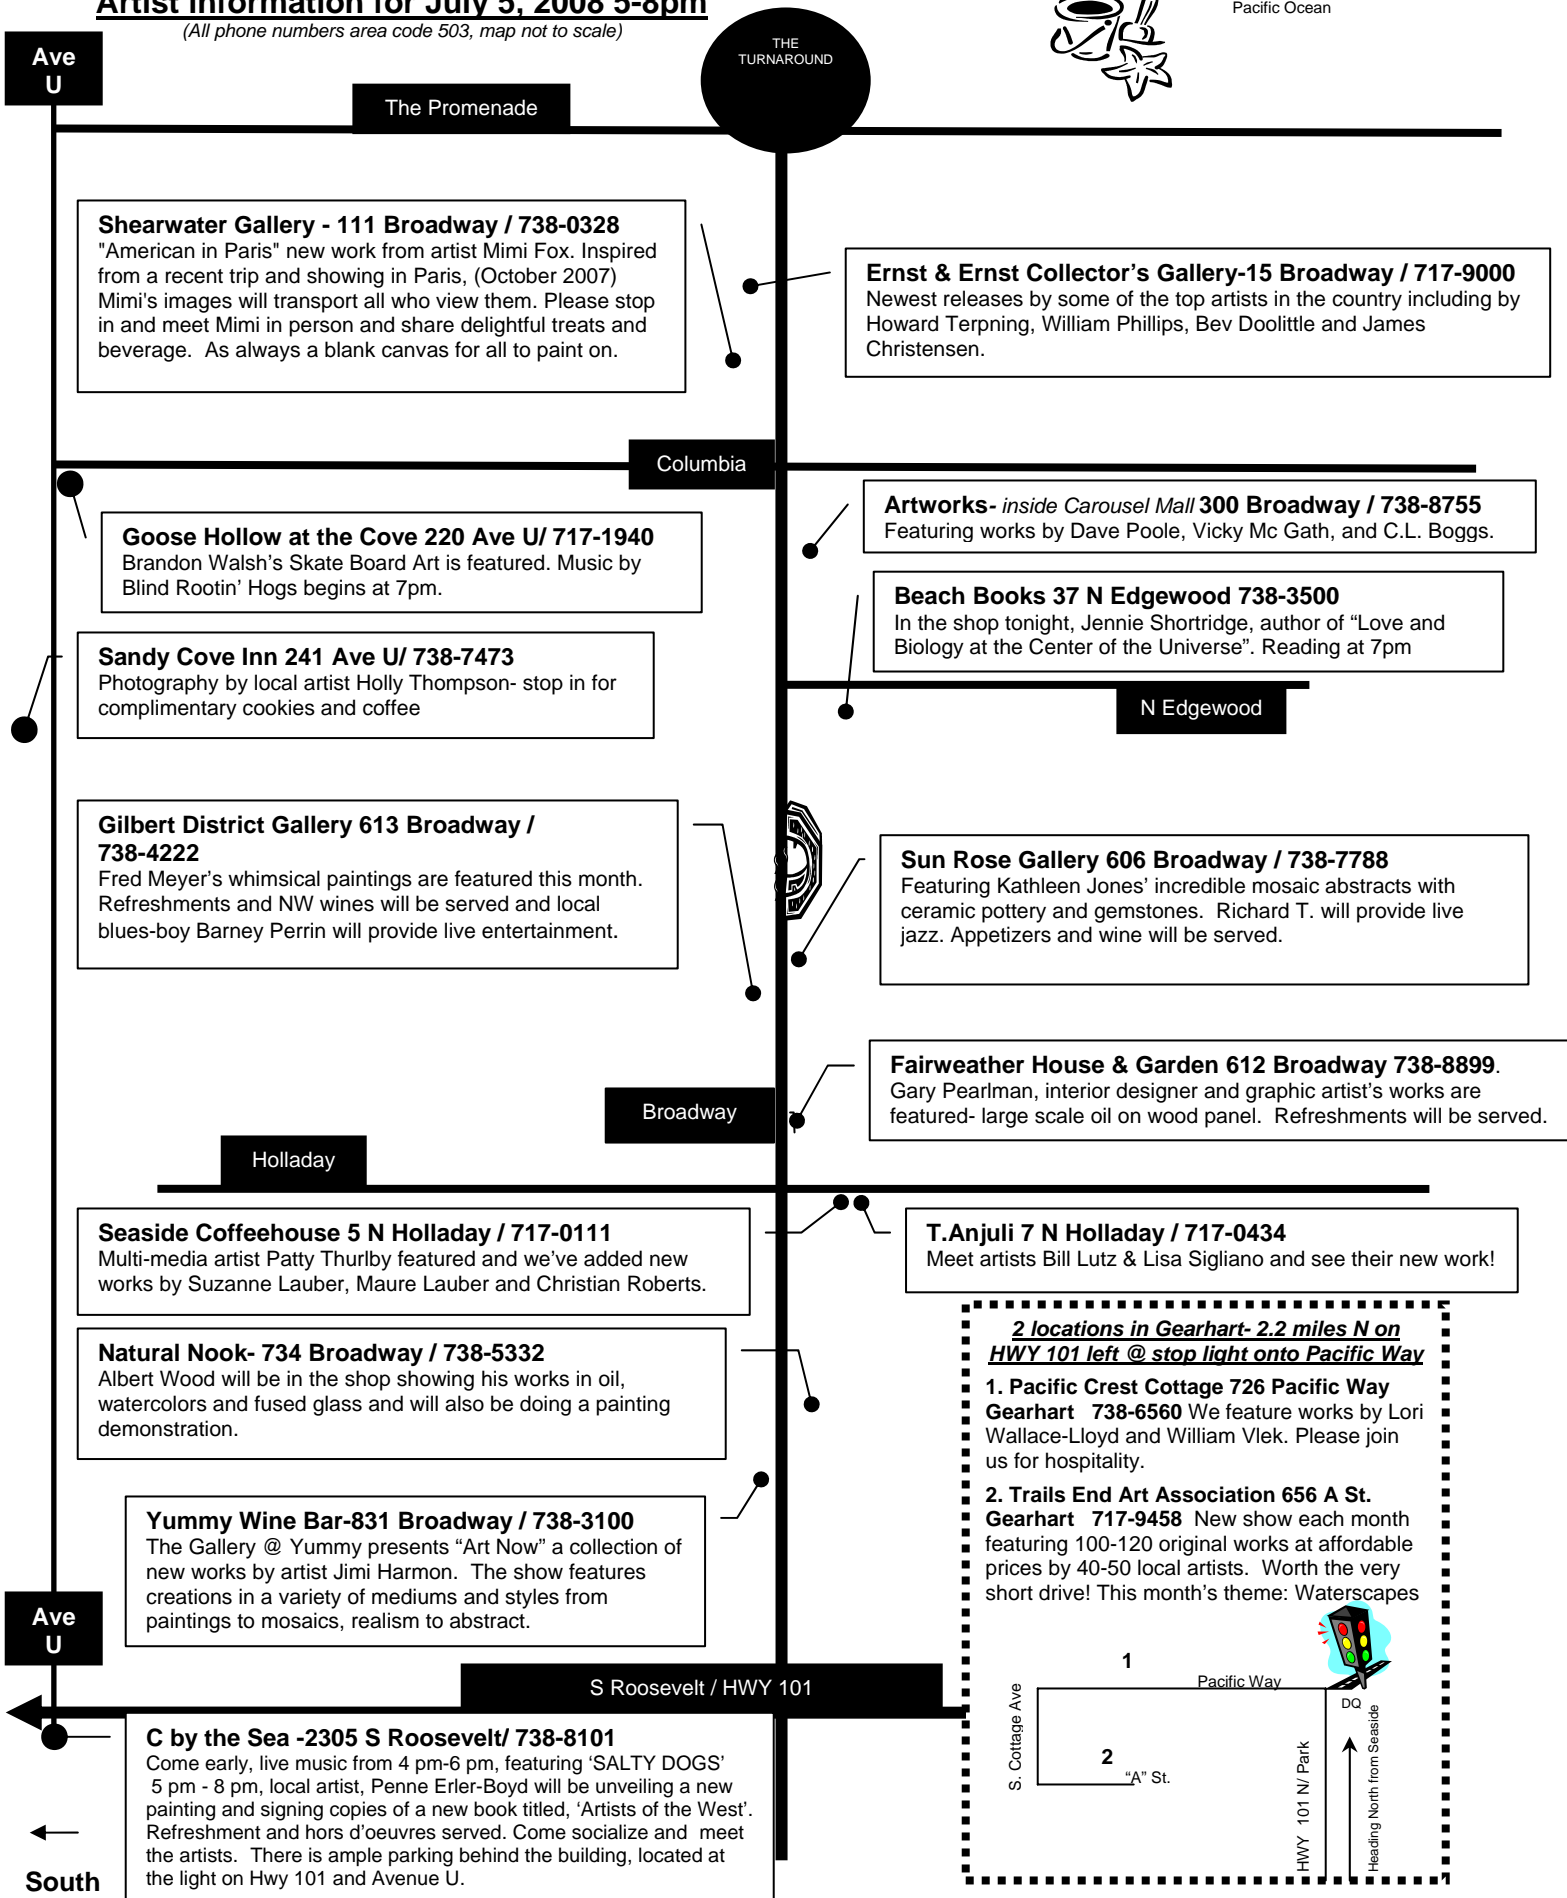 Artist Information for July 5, 2008 5-8pm
(All phone numbers area code 503, map not to scale)
Pacific Ocean
Ave
U
THE
TURNAROUND
The Promenade
Shearwater Gallery - 111 Broadway / 738-0328
"American in Paris" new work from artist Mimi Fox. Inspired
from a recent trip and showing in Paris, (October 2007)
Mimi's images will transport all who view them. Please stop
in and meet Mimi in person and share delightful treats and
beverage.  As always a blank canvas for all to paint on.
Ernst & Ernst Collector’s Gallery-15 Broadway / 717-9000
Newest releases by some of the top artists in the country including by
Howard Terpning, William Phillips, Bev Doolittle and James
Christensen.
Columbia
Goose Hollow at the Cove 220 Ave U/ 717-1940
Brandon Walsh’s Skate Board Art is featured. Music by
Blind Rootin’ Hogs begins at 7pm.
Artworks- inside Carousel Mall 300 Broadway / 738-8755
Featuring works by Dave Poole, Vicky Mc Gath, and C.L. Boggs.
Beach Books 37 N Edgewood 738-3500
In the shop tonight, Jennie Shortridge, author of “Love and
Biology at the Center of the Universe”. Reading at 7pm
Sandy Cove Inn 241 Ave U/ 738-7473
Photography by local artist Holly Thompson- stop in for
complimentary cookies and coffee
N Edgewood
Gilbert District Gallery 613 Broadway /
738-4222
Fred Meyer’s whimsical paintings are featured this month.
Refreshments and NW wines will be served and local
blues-boy Barney Perrin will provide live entertainment.
Sun Rose Gallery 606 Broadway / 738-7788
Featuring Kathleen Jones’ incredible mosaic abstracts with
ceramic pottery and gemstones.  Richard T. will provide live
jazz. Appetizers and wine will be served.
Fairweather House & Garden 612 Broadway 738-8899.
Gary Pearlman, interior designer and graphic artist’s works are
featured- large scale oil on wood panel.  Refreshments will be served.
Broadway
Holladay
Seaside Coffeehouse 5 N Holladay / 717-0111
Multi-media artist Patty Thurlby featured and we’ve added new
works by Suzanne Lauber, Maure Lauber and Christian Roberts.
T.Anjuli 7 N Holladay / 717-0434
Meet artists Bill Lutz & Lisa Sigliano and see their new work!
Natural Nook- 734 Broadway / 738-5332
Albert Wood will be in the shop showing his works in oil,
watercolors and fused glass and will also be doing a painting
demonstration.
2 locations in Gearhart- 2.2 miles N on
HWY 101 left @ stop light onto Pacific Way
1. Pacific Crest Cottage 726 Pacific Way
Gearhart   738-6560 We feature works by Lori
Wallace-Lloyd and William Vlek. Please join
us for hospitality.
2. Trails End Art Association 656 A St.
Gearhart   717-9458  New show each month
featuring 100-120 original works at affordable
prices by 40-50 local artists.  Worth the very
short drive! This month’s theme: Waterscapes
Yummy Wine Bar-831 Broadway / 738-3100
The Gallery @ Yummy presents “Art Now” a collection of
new works by artist Jimi Harmon.  The show features
creations in a variety of mediums and styles from
paintings to mosaics, realism to abstract.
Ave
U
S Roosevelt / HWY 101
C by the Sea -2305 S Roosevelt/ 738-8101
Come early, live music from 4 pm-6 pm, featuring ‘SALTY DOGS’
5 pm - 8 pm, local artist, Penne Erler-Boyd will be unveiling a new
painting and signing copies of a new book titled, ‘Artists of the West’.
Refreshment and hors d’oeuvres served. Come socialize and  meet
the artists.  There is ample parking behind the building, located at
the light on Hwy 101 and Avenue U.
South
1
Pacific Way
DQ
S. Cottage Ave
2
“A” St.
HWY  101 N/ Park
Heading North from Seaside